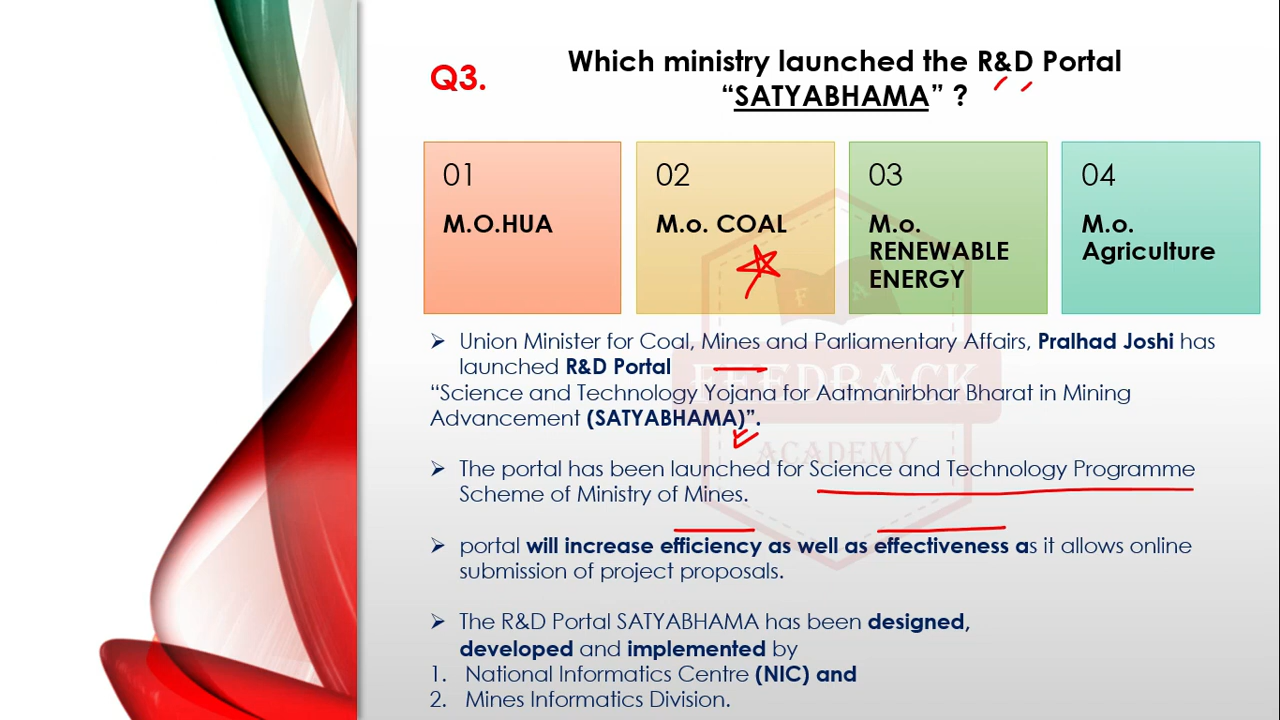 Q3.
Which ministry launched the R&D Portal
“SATYABHAMA” ?
01
M.O.HUA
02
M.o. COAL
03
M.o.
RENEWABLE
ENERGY
04
M.o.
Agriculture
F A
FEEDBACK
ACADEMY
➢ Union Minister for Coal, Mines and Parliamentary Affairs, Pralhad Joshi has
launched R&D Portal
“Science and Technology Yojana for Aatmanirbhar Bharat in Mining
Advancement (SATYABHAMA)”.
➢ The portal has been launched for Science and Technology Programme
Scheme of Ministry of Mines.
➢ portal will increase efficiency as well as effectiveness as it allows online
submission of project proposals.
➢ The R&D Portal SATYABHAMA has been designed,
developed and implemented by
1. National Informatics Centre (NIC) and
2. Mines Informatics Division.